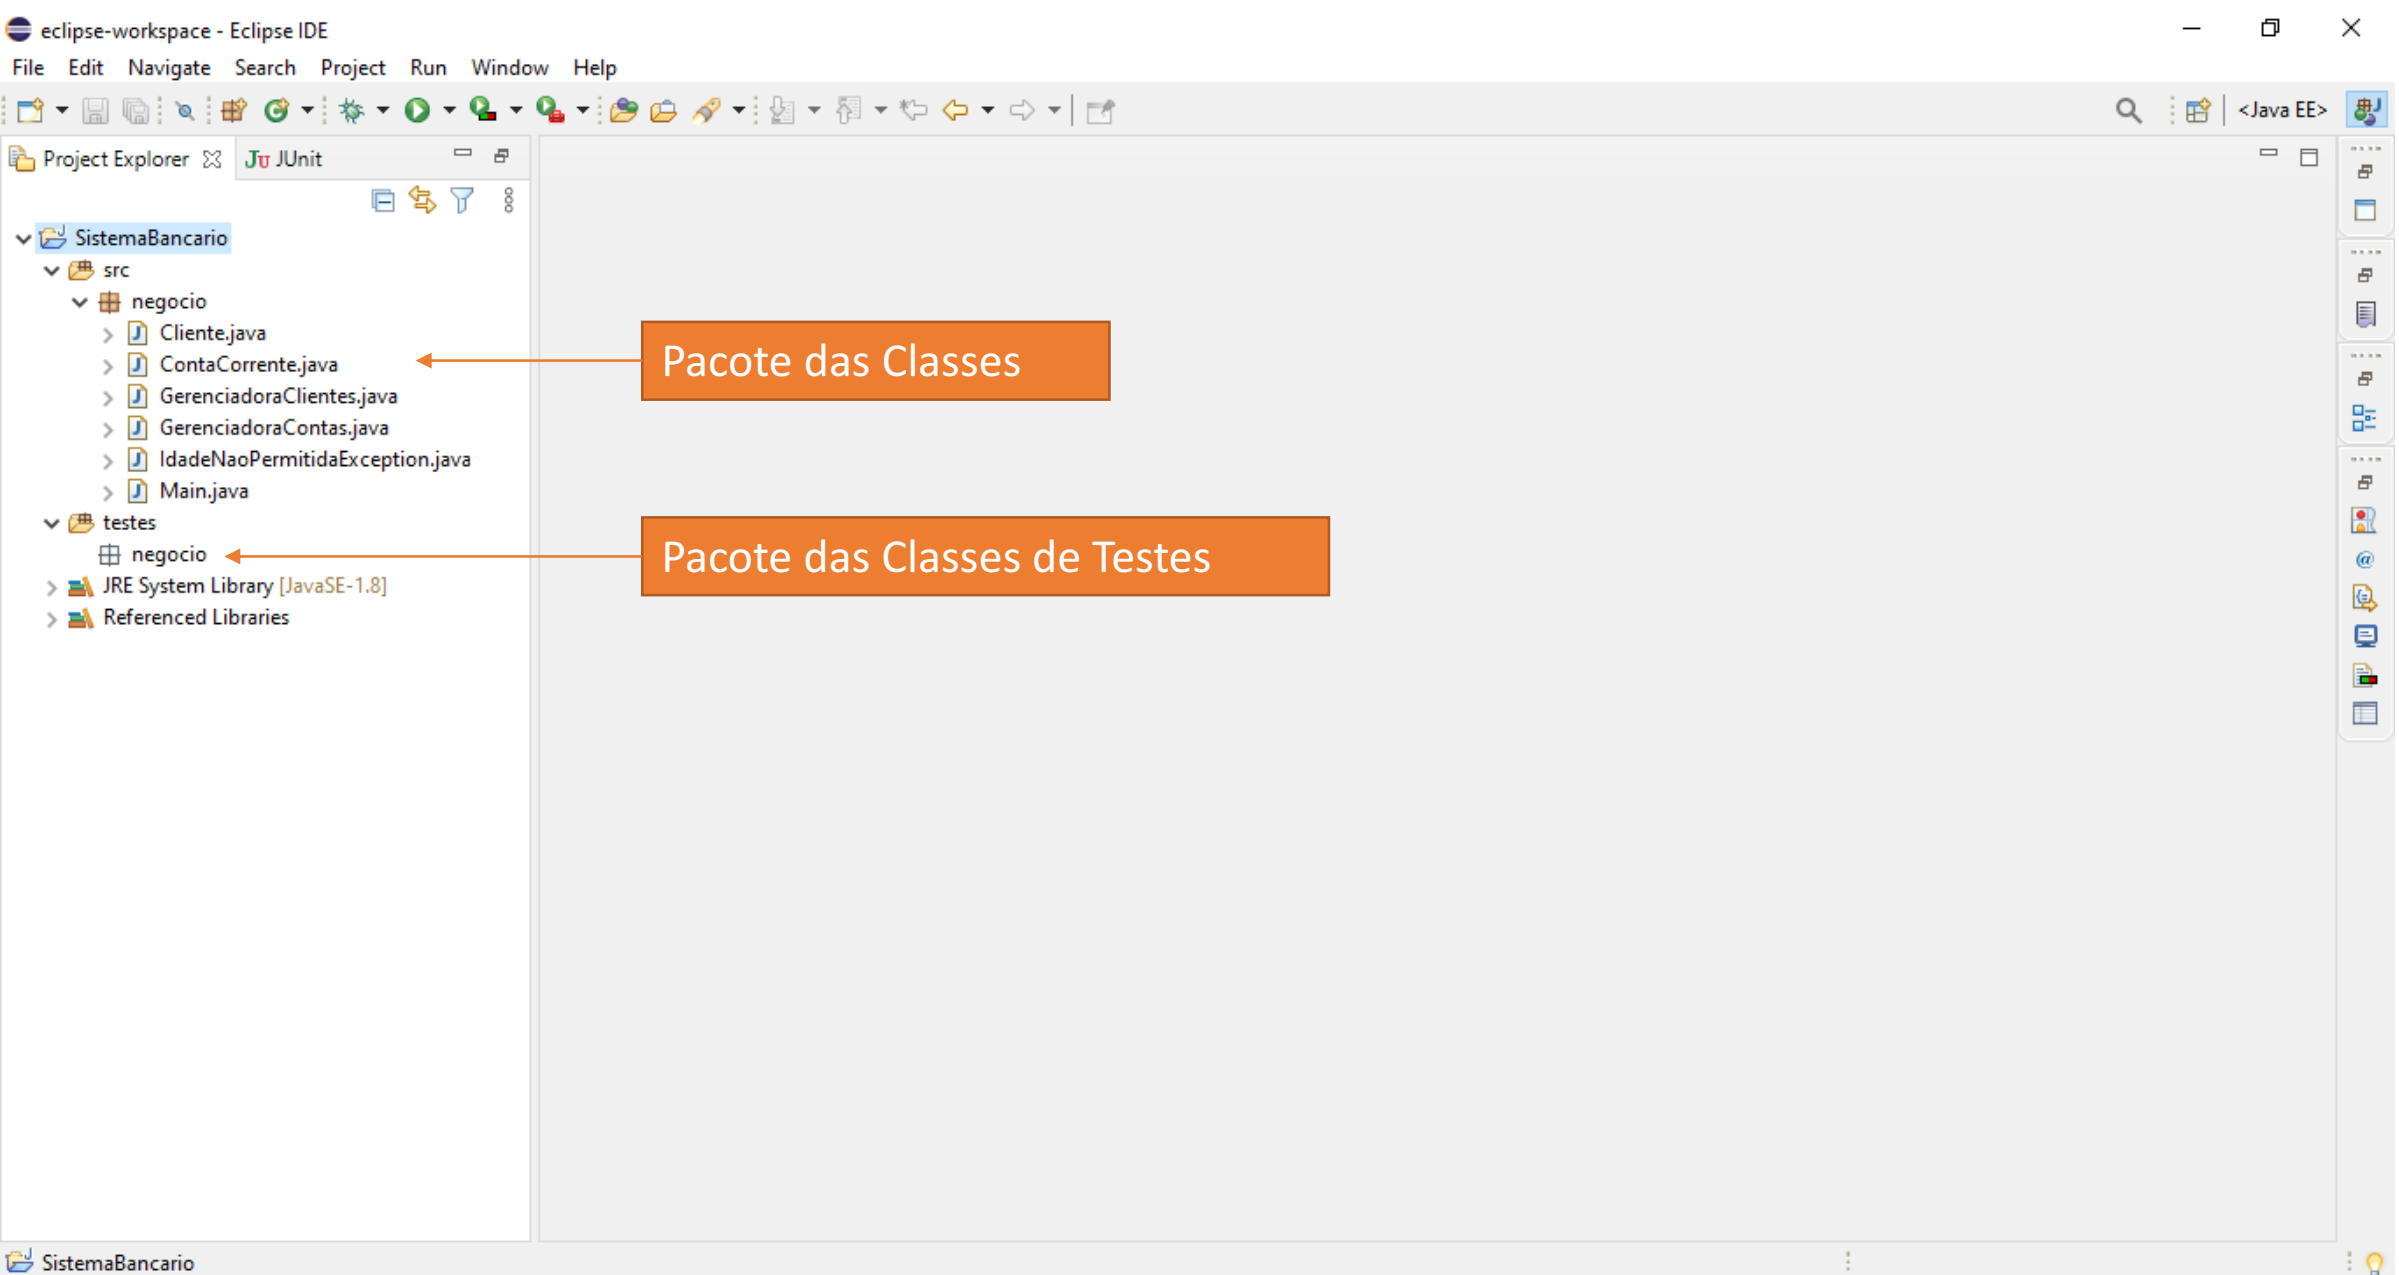 eclipse-workspace - Eclipse IDE
File Edit Navigate Search Project Run Window Help
<Java EE>
Project Explorer JUnit
SistemaBancario
src
negocio
Cliente.java
ContaCorrente.java
GerenciadoraClientes.java
GerenciadoraContas.java
IdadeNaoPermitidaException.java
Main.java
testes
negocio
JRE System Library [JavaSE-1.8]
Referenced Libraries
Pacote das Classes
Pacote das Classes de Testes
SistemaBancario